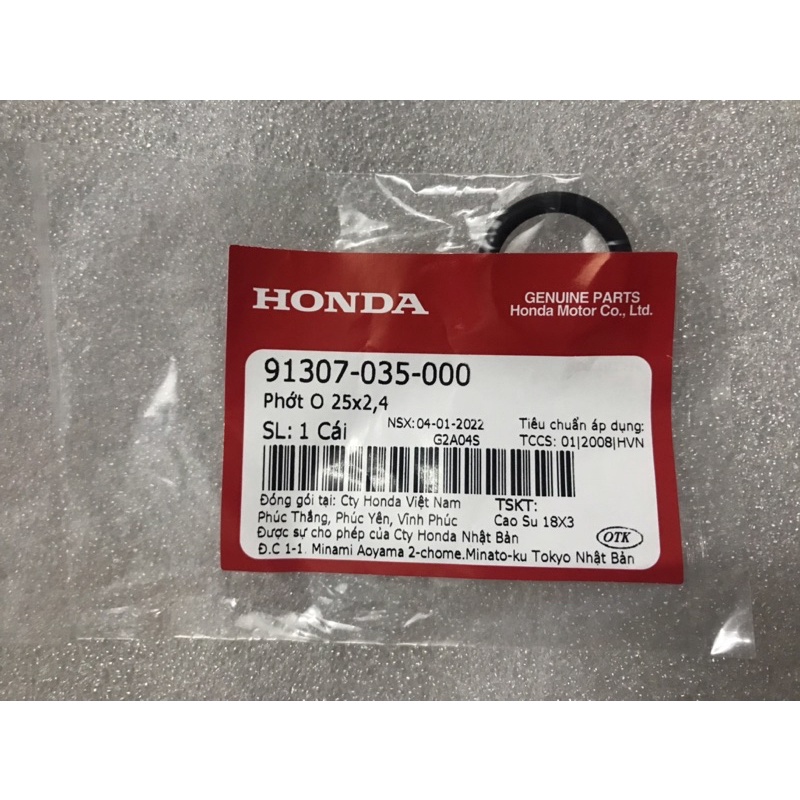 HONDA
GENUINE PARTS
Honda Motor Co., Ltd.
91307-035-000
Phớt O 25x2,4
SL: 1 Cái
NSX: 04-01-2022
G2A04S
Tiêu chuẩn áp dụng:
TCCS: 01|2008|HVN
Đóng gói tại: Cty Honda Việt Nam
Phúc Thắng, Phúc Yên, Vĩnh Phúc
TSKT:
Cao Su 18X3
Được sự cho phép của Cty Honda Nhật Bản
OTK
Đ.C 1-1. Minami Aoyama 2-chome.Minato-ku Tokyo Nhật Bản